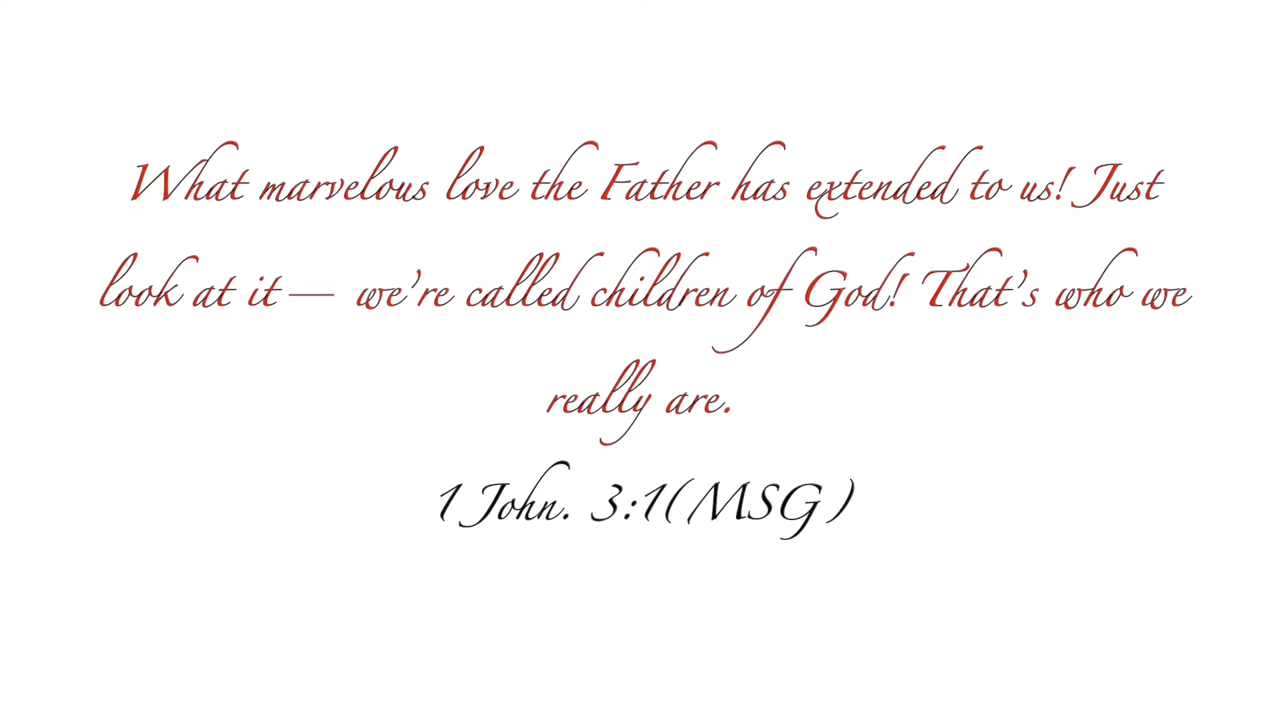 What marvelous love the Father has extended to us! Just
look at it — we're called children of God! That's who we
really are.
1 John. 3:1(MSG)